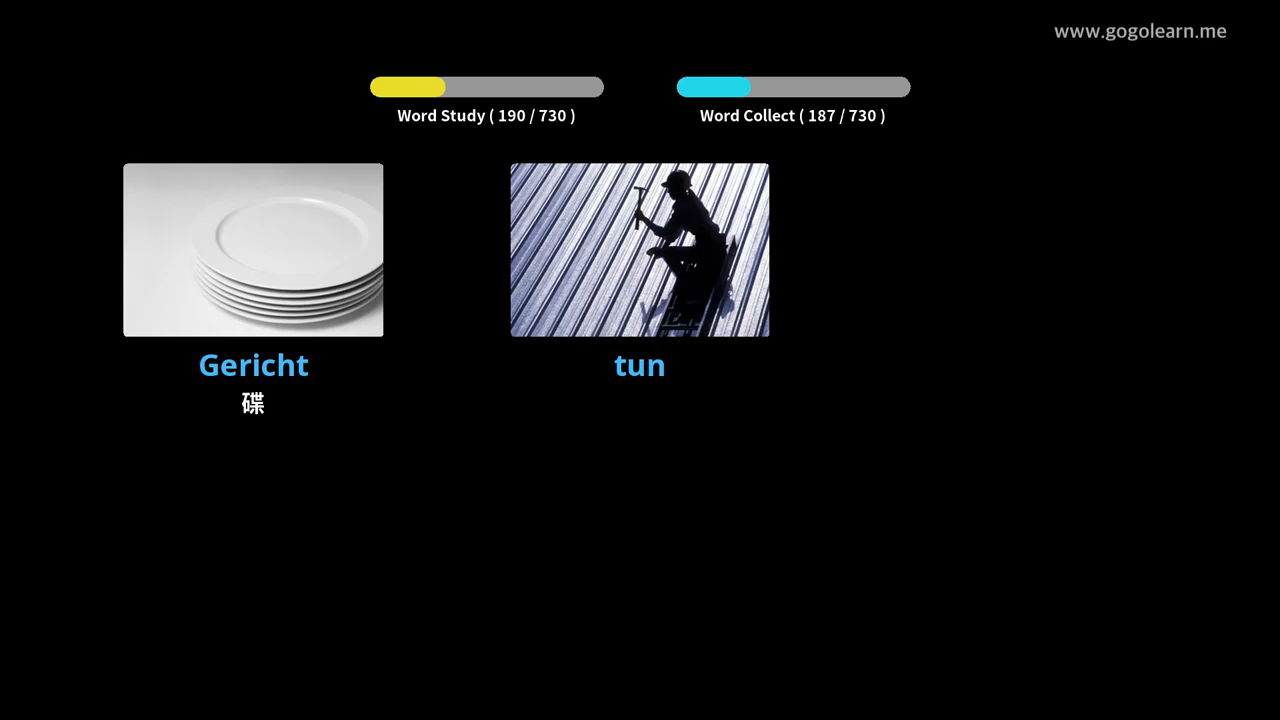 www.gogolearn.me
Word Study ( 190 / 730 )
Word Collect ( 187 / 730 )
Gericht
tun
碟